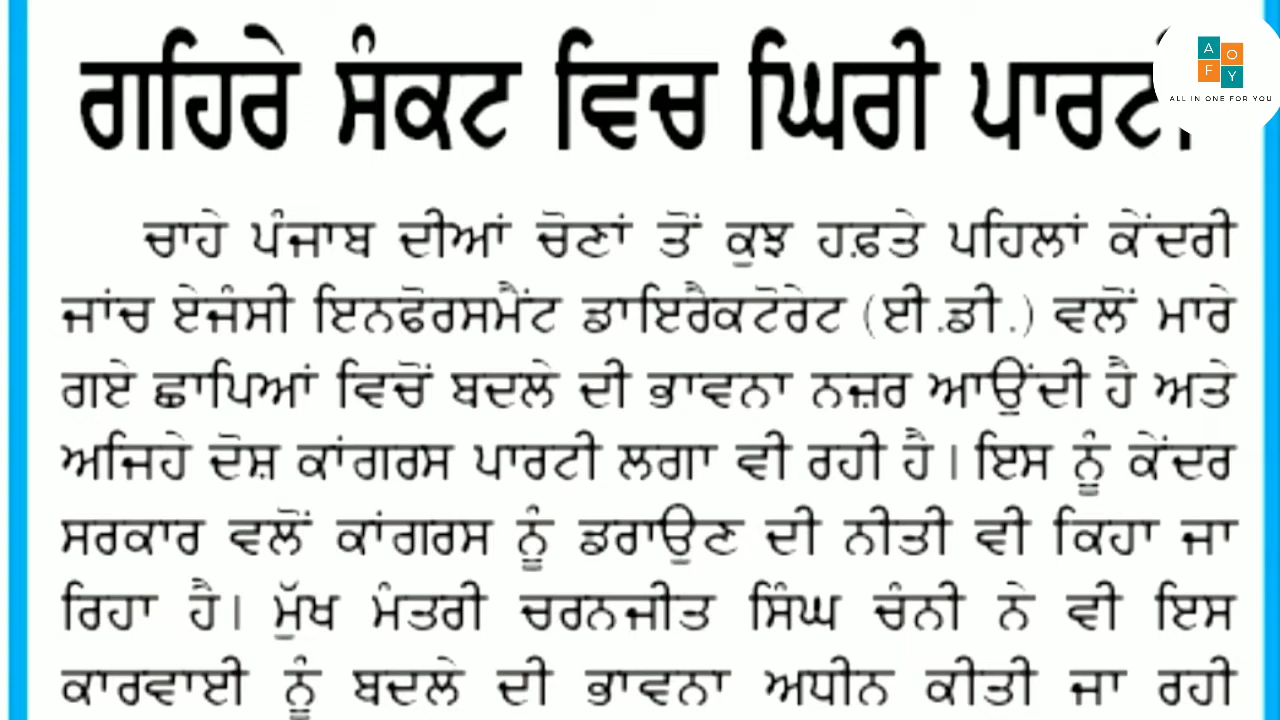 ਗਹਿਰੇ ਸੰਕਟ ਵਿਚ ਘਿਰੀ ਪਾਰਟੀ
A O
F Y
ALL IN ONE FOR YOU
ਚਾਹੇ ਪੰਜਾਬ ਦੀਆਂ ਚੋਣਾਂ ਤੋਂ ਕੁਝ ਹਫ਼ਤੇ ਪਹਿਲਾਂ ਕੇਂਦਰੀ
ਜਾਂਚ ਏਜੰਸੀ ਇਨਫੋਰਸਮੈਂਟ ਡਾਇਰੈਕਟੋਰੇਟ (ਈ.ਡੀ.) ਵਲੋਂ ਮਾਰੇ
ਗਏ ਛਾਪਿਆਂ ਵਿਚੋਂ ਬਦਲੇ ਦੀ ਭਾਵਨਾ ਨਜ਼ਰ ਆਉਂਦੀ ਹੈ ਅਤੇ
ਅਜਿਹੇ ਦੋਸ਼ ਕਾਂਗਰਸ ਪਾਰਟੀ ਲਗਾ ਵੀ ਰਹੀ ਹੈ। ਇਸ ਨੂੰ ਕੇਂਦਰ
ਸਰਕਾਰ ਵਲੋਂ ਕਾਂਗਰਸ ਨੂੰ ਡਰਾਉਣ ਦੀ ਨੀਤੀ ਵੀ ਕਿਹਾ ਜਾ
ਰਿਹਾ ਹੈ। ਮੁੱਖ ਮੰਤਰੀ ਚਰਨਜੀਤ ਸਿੰਘ ਚੰਨੀ ਨੇ ਵੀ ਇਸ
ਕਾਰਵਾਈ ਨੂੰ ਬਦਲੇ ਦੀ ਭਾਵਨਾ ਅਧੀਨ ਕੀਤੀ ਜਾ ਰਹੀ